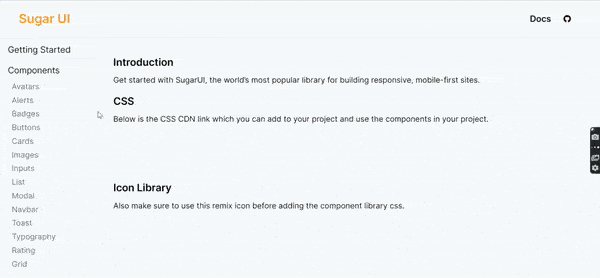 Sugar UI
Docs
Getting Started
Components
Avatars
Alerts
Badges
Buttons
Cards
Images
Inputs
List
Modal
Navbar
Toast
Typography
Rating
Grid
Introduction
Get started with SugarUI, the world's most popular library for building responsive, mobile-first sites.
CSS
Below is the CSS CDN link which you can add to your project and use the components in your project.
Icon Library
Also make sure to use this remix icon before adding the component library css.